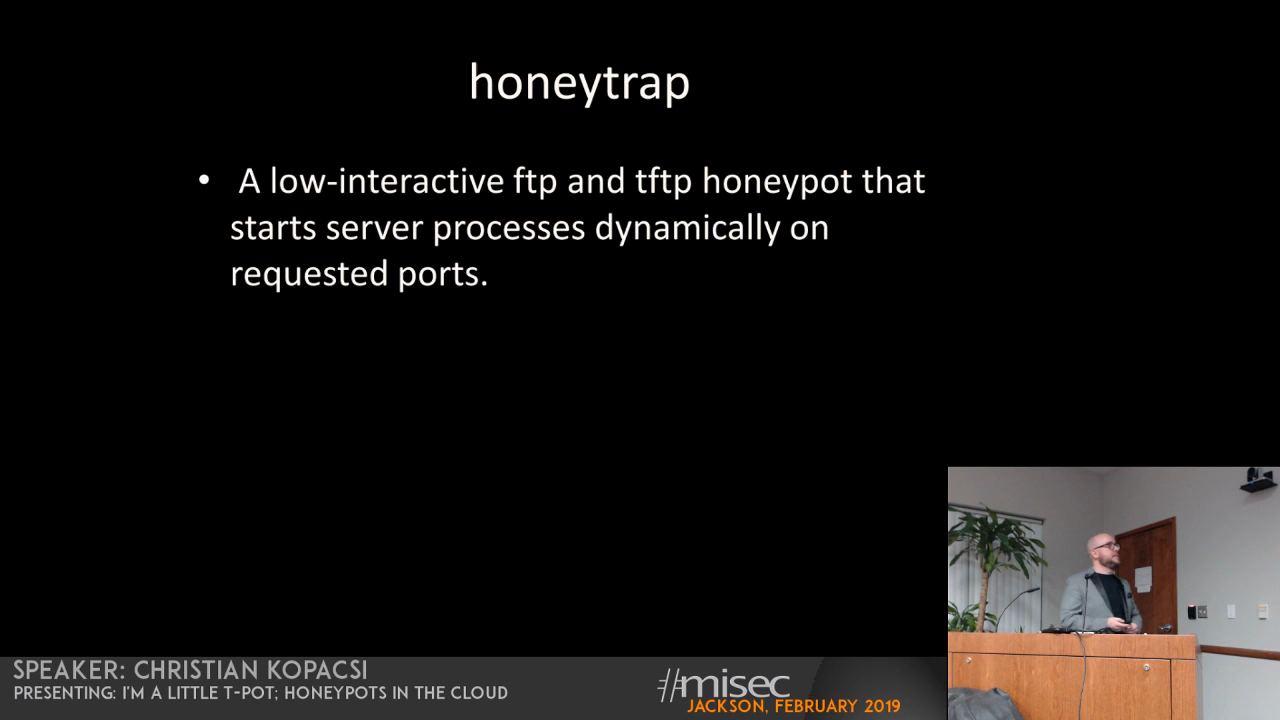 honeytrap
• A low-interactive ftp and tftp honeypot that
starts server processes dynamically on
requested ports.
SPEAKER: CHRISTIAN KOPACSI
PRESENTING: I'M A LITTLE T-POT; HONEYPOTS IN THE CLOUD
#misec
JACKSON, FEBRUARY 2019